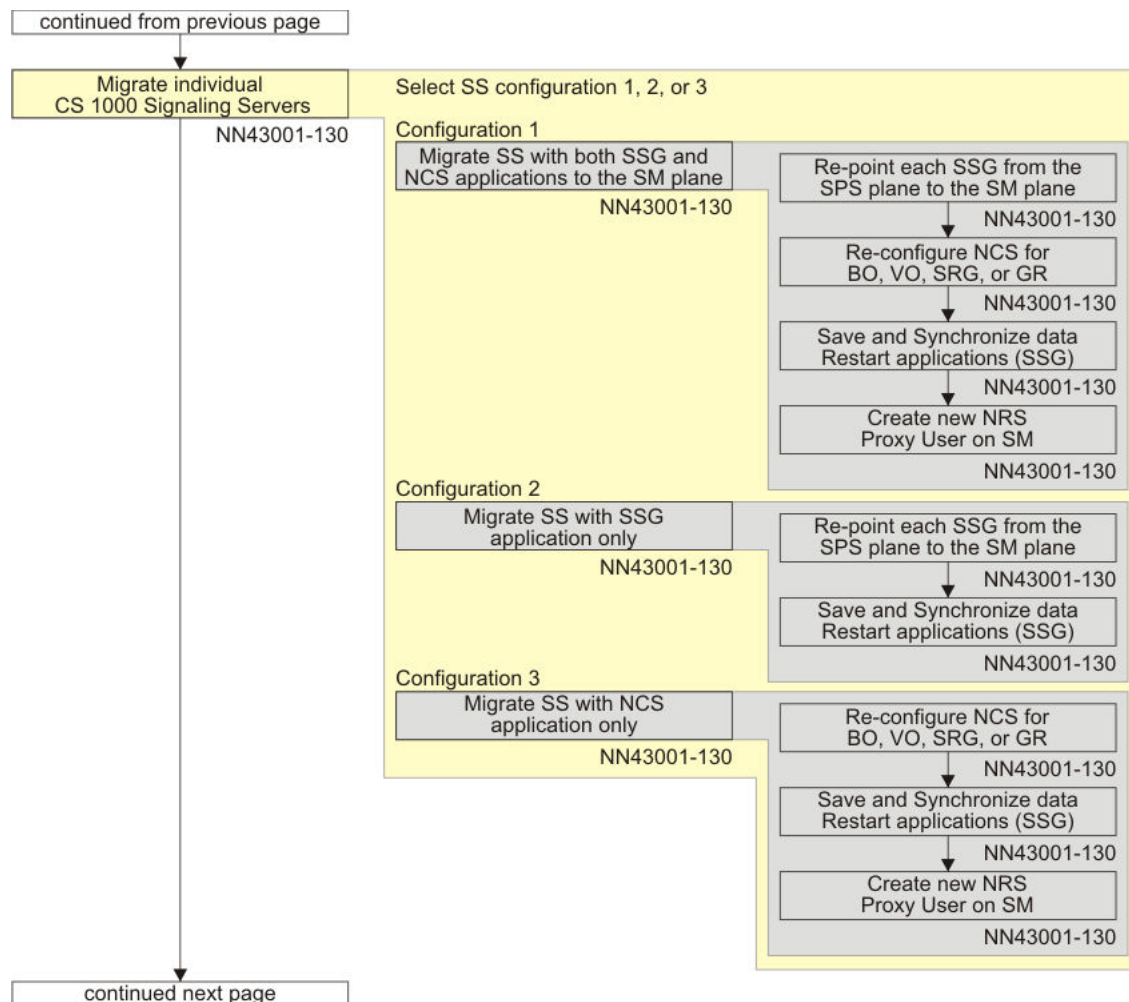 continued from previous page
Migrate individual
CS 1000 Signaling Servers
NN43001-130
Select SS configuration 1, 2, or 3
Configuration 1
Migrate SS with both SSG and
NCS applications to the SM plane
NN43001-130
Re-point each SSG from the
SPS plane to the SM plane
NN43001-130
Re-configure NCS for
BO, VO, SRG, or GR
NN43001-130
Save and Synchronize data
Restart applications (SSG)
NN43001-130
Create new NRS
Proxy User on SM
NN43001-130
Configuration 2
Migrate SS with SSG
application only
NN43001-130
Re-point each SSG from the
SPS plane to the SM plane
NN43001-130
Save and Synchronize data
Restart applications (SSG)
NN43001-130
Configuration 3
Migrate SS with NCS
application only
NN43001-130
Re-configure NCS for
BO, VO, SRG, or GR
NN43001-130
Save and Synchronize data
Restart applications (SSG)
NN43001-130
Create new NRS
Proxy User on SM
NN43001-130
continued next page